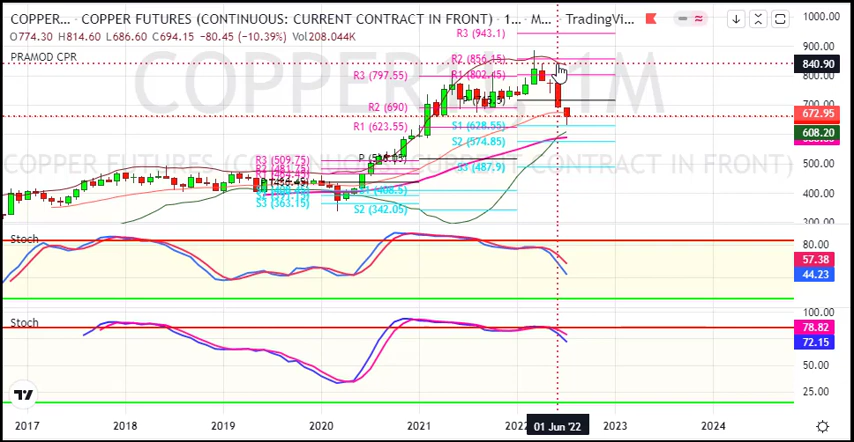 COPPER... · COPPER FUTURES (CONTINUOUS: CURRENT CONTRACT IN FRONT) · 1... · M... · TradingVi...
O774.30 H814.60 L686.60 C694.15 −80.45 (−10.39%) Vol208.044K
PRAMOD CPR
COPPER1!, 1M
COPPER FUTURES (CONTINUOUS: CURRENT CONTRACT IN FRONT)
1000.00
900.00
840.90
800.00
700.00
672.95
608.20
500.00
400.00
300.00
R3 (943.1)
R2 (856.15)
R1 (802.45)
S1 (628.55)
S2 (574.85)
S3 (487.9)
R3 (797.55)
R2 (690)
R1 (623.55)
S2 (342.05)
R3 (509.75)
S3 (363.15)
Stoch
80.00
57.38
44.23
Stoch
100.00
78.82
72.15
50.00
25.00
2017
2018
2019
2020
2021
2022
01 Jun '22
2023
2024